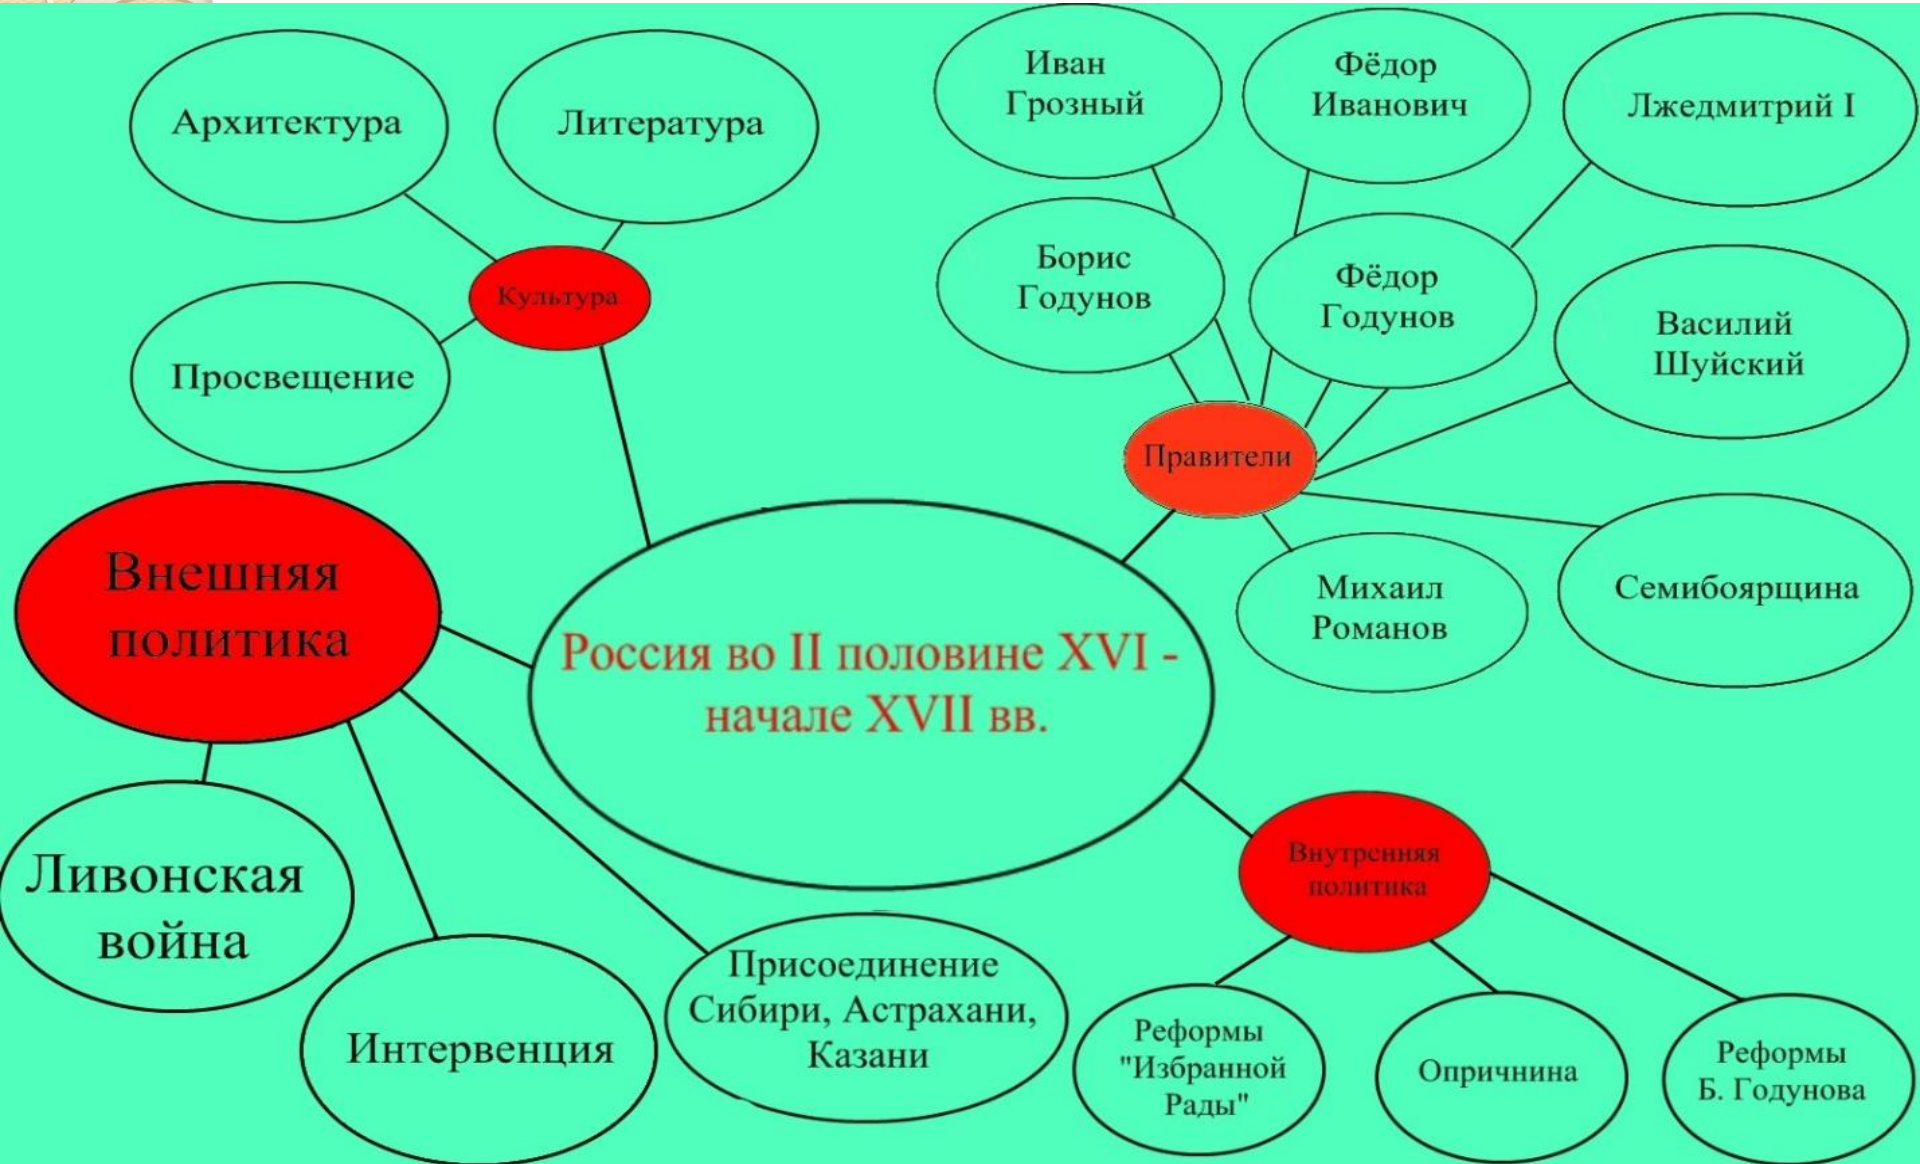 Архитектура
Литература
Культура
Просвещение
Иван
Грозный
Фёдор
Иванович
Лжедмитрий I
Борис
Годунов
Фёдор
Годунов
Василий
Шуйский
Правители
Михаил
Романов
Семибоярщина
Внешняя
политика
Россия во II половине XVI -
начале XVII вв.
Ливонская
война
Интервенция
Присоединение
Сибири, Астрахани,
Казани
Внутренняя
политика
Реформы
"Избранной
Рады"
Опричнина
Реформы
Б. Годунова